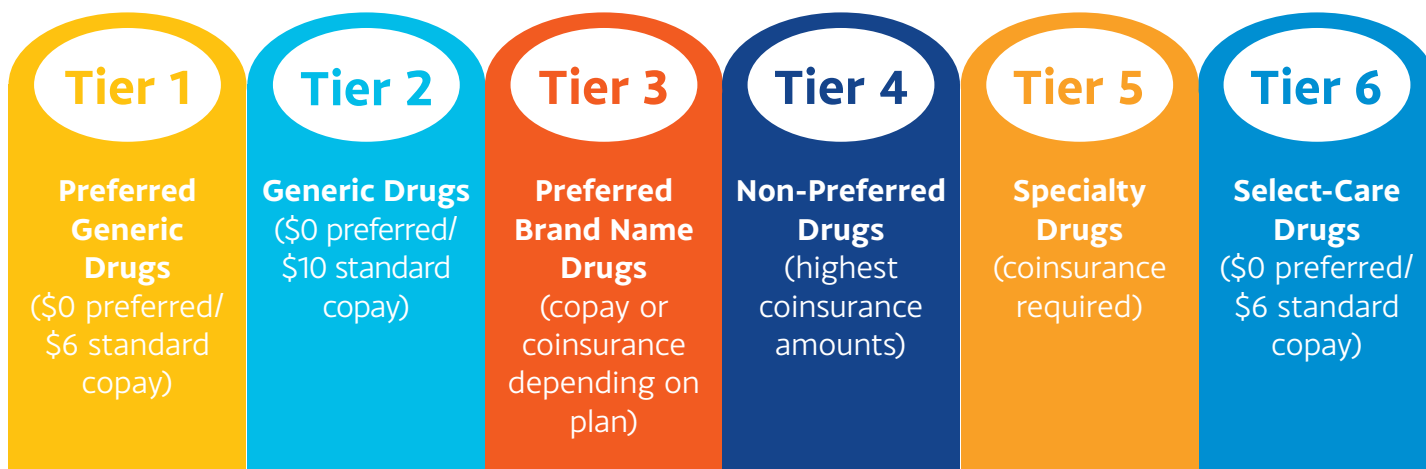 Tier 1
Preferred
Generic
Drugs
($0 preferred/
$6 standard
copay)
Tier 2
Generic Drugs
($0 preferred/
$10 standard
copay)
Tier 3
Preferred
Brand Name
Drugs
(copay or
coinsurance
depending on
plan)
Tier 4
Non-Preferred
Drugs
(highest
coinsurance
amounts)
Tier 5
Specialty
Drugs
(coinsurance
required)
Tier 6
Select-Care
Drugs
($0 preferred/
$6 standard
copay)